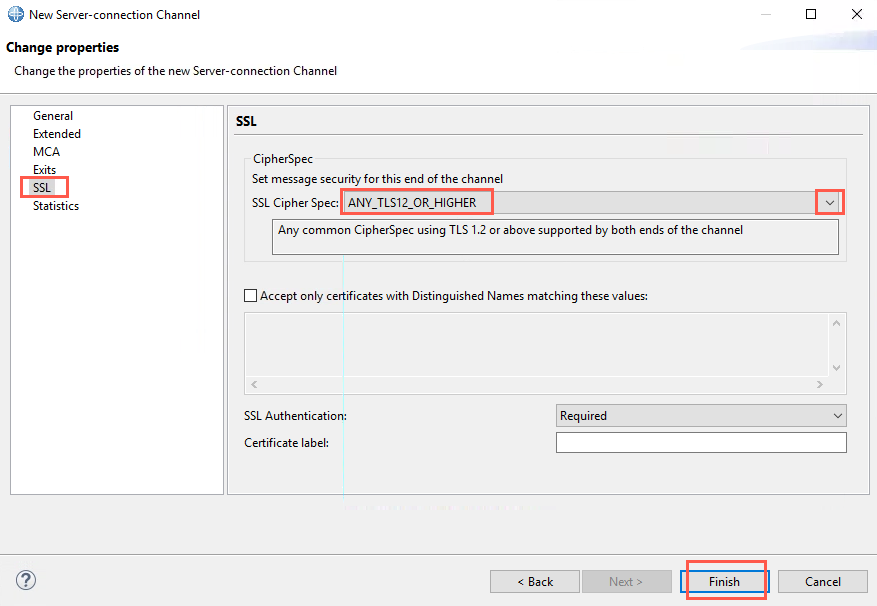 New Server-connection Channel
Change properties
Change the properties of the new Server-connection Channel
General
Extended
MCA
Exits
SSL
Statistics
SSL
CipherSpec
Set message security for this end of the channel
SSL Cipher Spec: ANY_TLS12_OR_HIGHER
Any common CipherSpec using TLS 1.2 or above supported by both ends of the channel
Accept only certificates with Distinguished Names matching these values:
SSL Authentication: Required
Certificate label:
? < Back Next > Finish Cancel